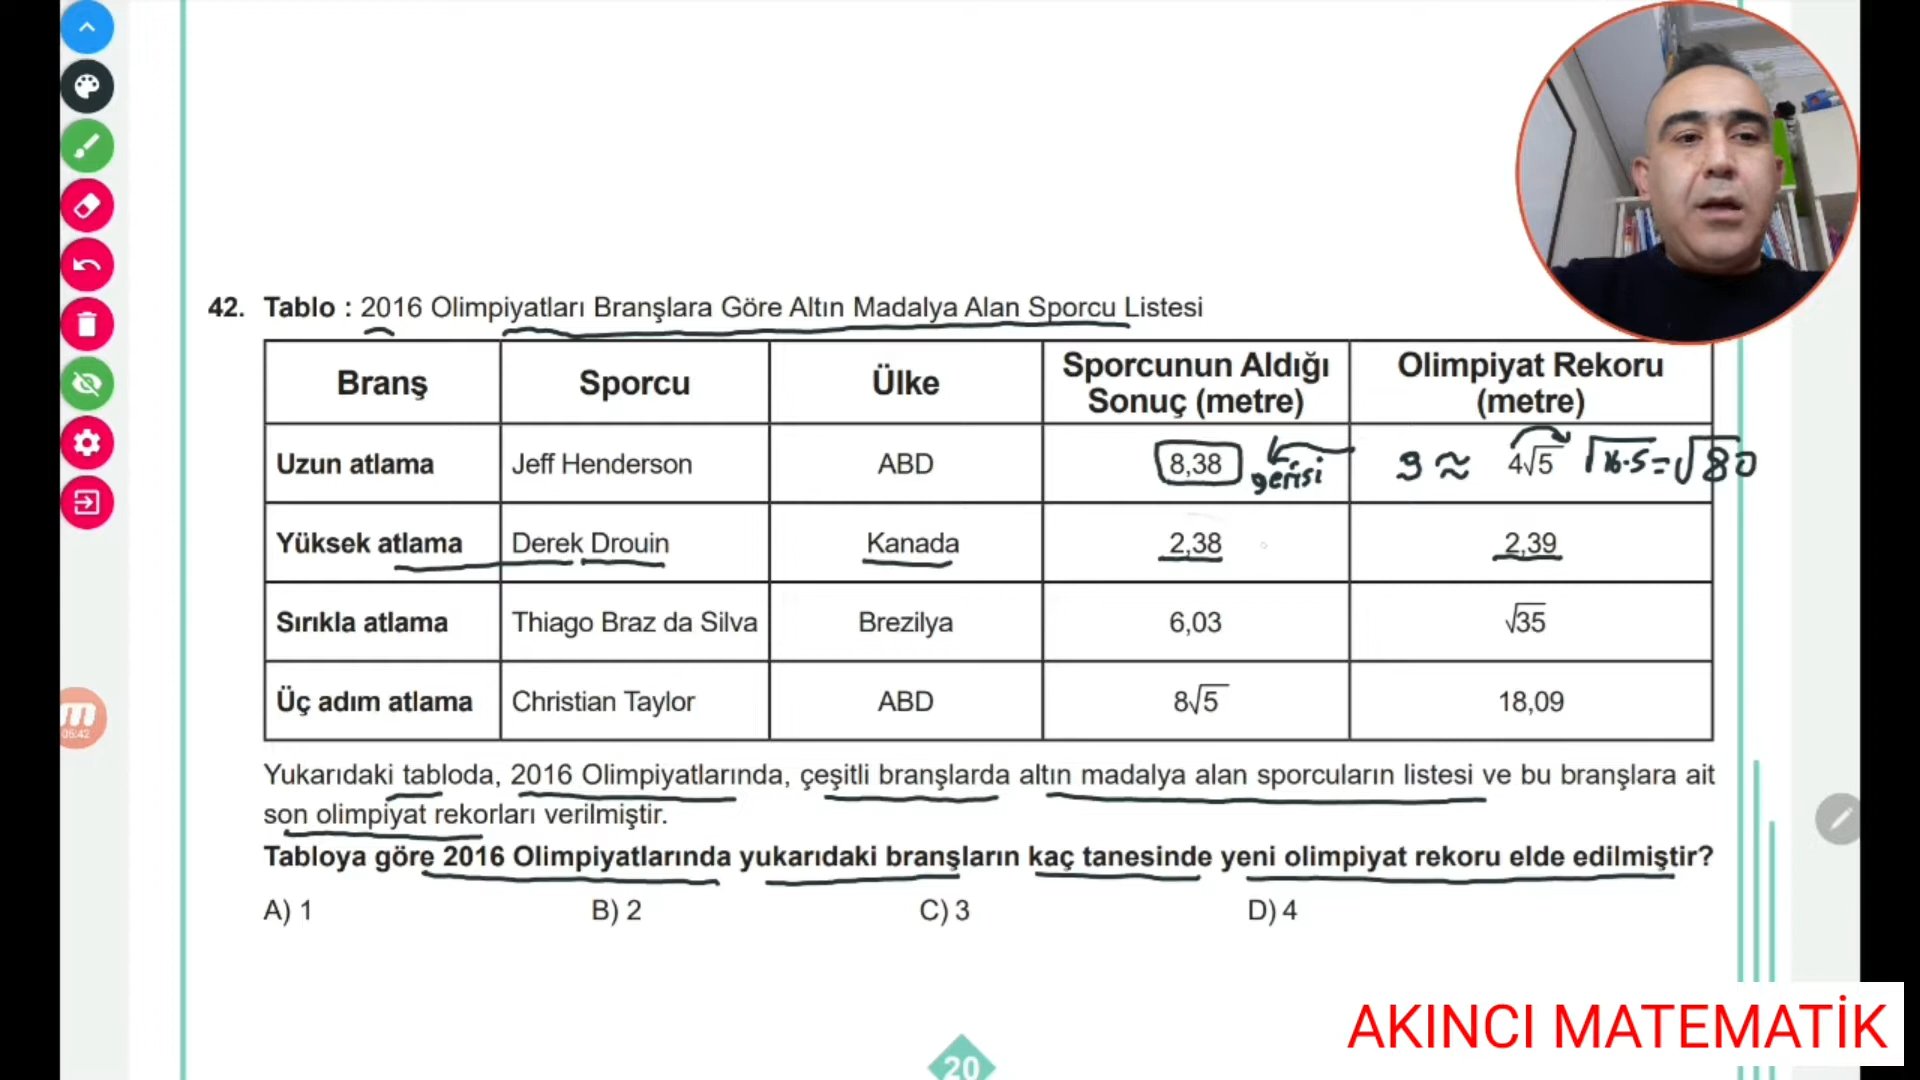 42. Tablo : 2016 Olimpiyatları Branşlara Göre Altın Madalya Alan Sporcu Listesi
Branş Sporcu Ülke Sporcunun Aldığı Sonuç (metre) Olimpiyat Rekoru (metre)
Uzun atlama Jeff Henderson ABD 8,38 gerisi 9 ≈ 4√5 √16·5 = √80
Yüksek atlama Derek Drouin Kanada 2,38 2,39
Sırıkla atlama Thiago Braz da Silva Brezilya 6,03 √35
Üç adım atlama Christian Taylor ABD 8√5 18,09
Yukarıdaki tabloda, 2016 Olimpiyatlarında, çeşitli branşlarda altın madalya alan sporcuların listesi ve bu branşlara ait
son olimpiyat rekorları verilmiştir.
Tabloya göre 2016 Olimpiyatlarında yukarıdaki branşların kaç tanesinde yeni olimpiyat rekoru elde edilmiştir?
A) 1 B) 2 C) 3 D) 4
05:42
AKINCI MATEMATİK
20